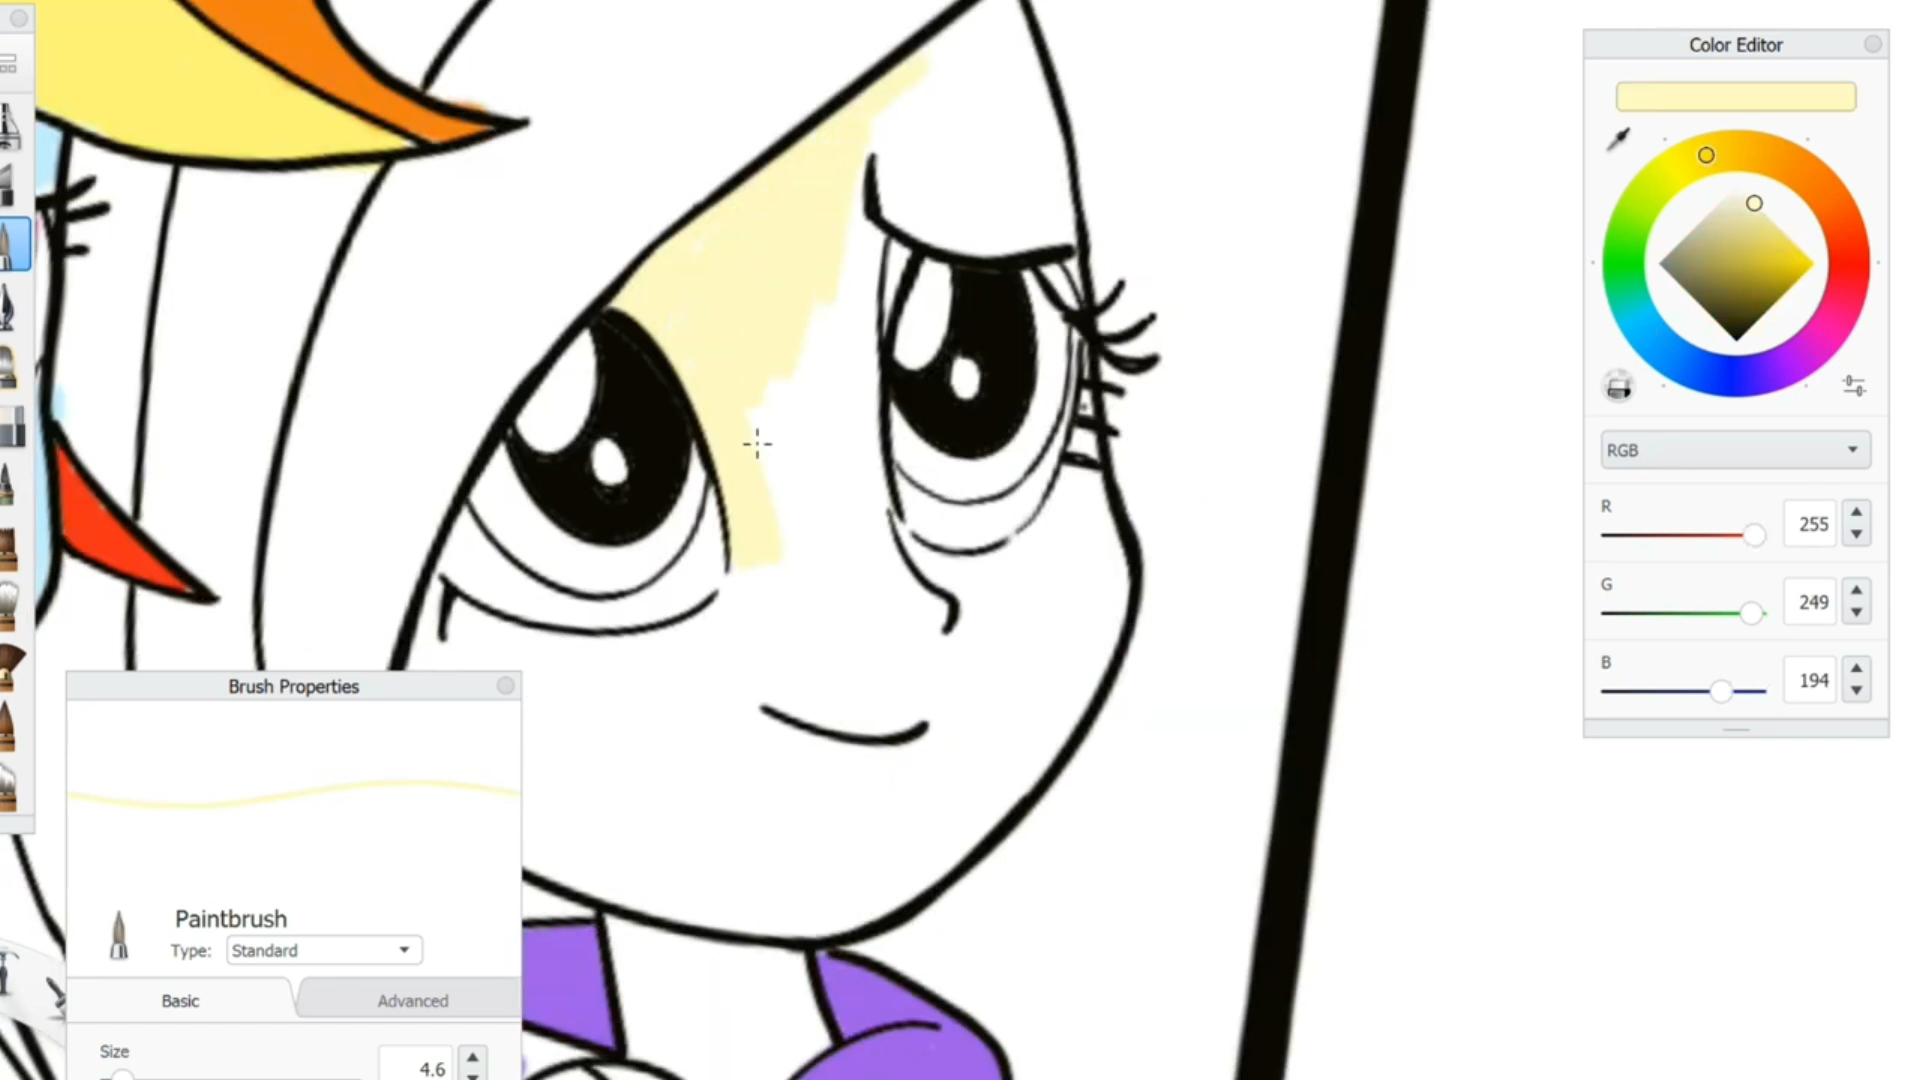 Color Editor
RGB
R
255
G
249
B
194
Brush Properties
Paintbrush
Type: Standard
Basic Advanced
Size
4.6